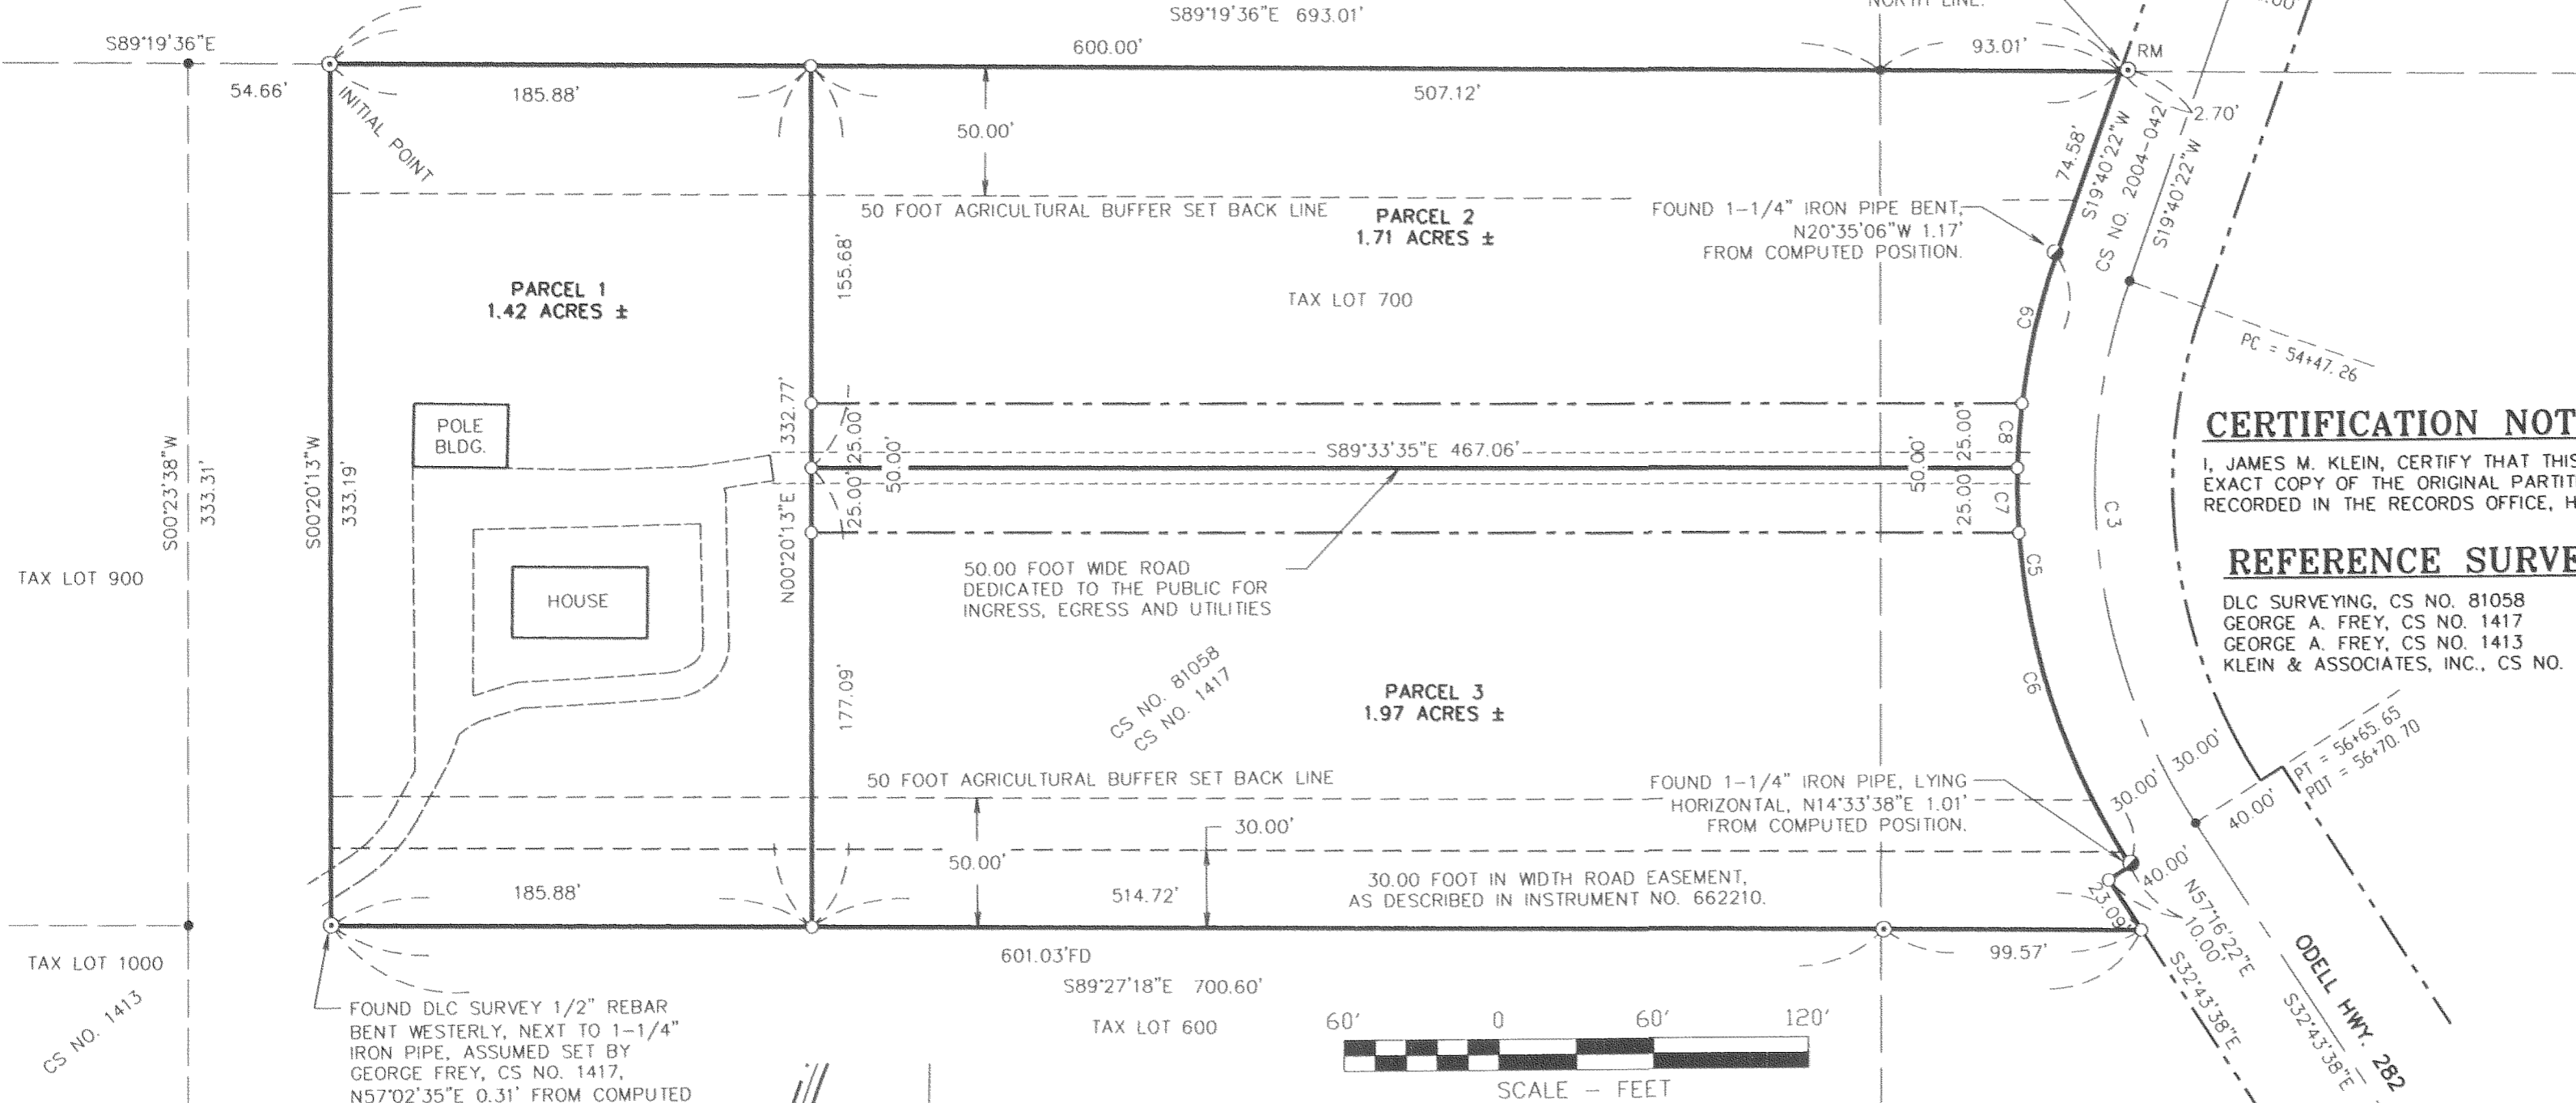 S89°19'36"E 693.01'
NORTH LINE.
S89°19'36"E
600.00'
93.01'
RM
54.66'
185.88'
507.12'
2.70'
INITIAL POINT
50.00'
74.58'
S19°40'22"W
CS NO. 2004-042
S19°40'22"W
50 FOOT AGRICULTURAL BUFFER SET BACK LINE
PARCEL 2
1.71 ACRES ±
FOUND 1-1/4" IRON PIPE BENT,
N20°35'06"W 1.17'
FROM COMPUTED POSITION.
155.68'
PARCEL 1
1.42 ACRES ±
TAX LOT 700
C9
PC = 54+47.26
POLE
BLDG.
332.77'
25.00'
25.00'
50.00'
N00°20'13"E
S89°33'35"E 467.06'
50.00'
25.00'
25.00'
C8
C7
S00°23'38"W
333.31'
S00°20'13"W
333.19'
CERTIFICATION NOT
I, JAMES M. KLEIN, CERTIFY THAT THIS
EXACT COPY OF THE ORIGINAL PARTIT
RECORDED IN THE RECORDS OFFICE, H
C3
TAX LOT 900
HOUSE
50.00 FOOT WIDE ROAD
DEDICATED TO THE PUBLIC FOR
INGRESS, EGRESS AND UTILITIES
C5
REFERENCE SURVE
DLC SURVEYING, CS NO. 81058
GEORGE A. FREY, CS NO. 1417
GEORGE A. FREY, CS NO. 1413
KLEIN & ASSOCIATES, INC., CS NO.
CS NO. 81058
CS NO. 1417
177.09'
PARCEL 3
1.97 ACRES ±
C6
PT = 56+65.65
POT = 56+70.70
30.00'
30.00'
40.00'
50 FOOT AGRICULTURAL BUFFER SET BACK LINE
FOUND 1-1/4" IRON PIPE, LYING
HORIZONTAL, N14°33'38"E 1.01'
FROM COMPUTED POSITION.
30.00'
50.00'
40.00'
185.88'
514.72'
30.00 FOOT IN WIDTH ROAD EASEMENT,
AS DESCRIBED IN INSTRUMENT NO. 662210.
23.09'
N57°16'22"E
10.00'
601.03'FD
99.57'
S89°27'18"E 700.60'
S32°43'38"E
ODELL HWY. 282
S32°43'38"E
TAX LOT 1000
CS NO. 1413
FOUND DLC SURVEY 1/2" REBAR
BENT WESTERLY, NEXT TO 1-1/4"
IRON PIPE, ASSUMED SET BY
GEORGE FREY, CS NO. 1417,
N57°02'35"E 0.31' FROM COMPUTED
TAX LOT 600
60' 0 60' 120'
SCALE - FEET